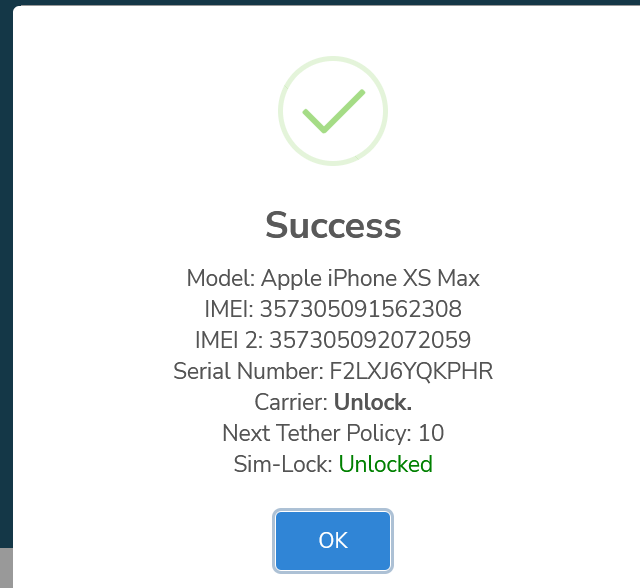 Success
Model: Apple iPhone XS Max
IMEI: 357305091562308
IMEI 2: 357305092072059
Serial Number: F2LXJ6YQKPHR
Carrier: Unlock.
Next Tether Policy: 10
Sim-Lock: Unlocked
OK